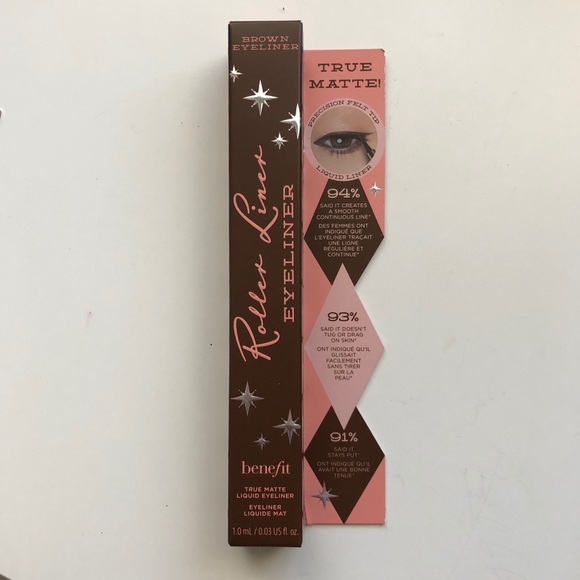 BROWN
EYELINER
Roller Liner
EYELINER
benefit
TRUE MATTE
LIQUID EYELINER
EYELINER
LIQUIDE MAT
1.0 mL / 0.03 US fl. oz.
TRUE
MATTE!
PRECISION FELT TIP
LIQUID LINER
94%
SAID IT CREATES
A SMOOTH
CONTINUOUS LINE*
DES FEMMES ONT
INDIQUÉ QUE
L'EYELINER TRAÇAIT
UNE LIGNE
RÉGULIÈRE ET
CONTINUE*
93%
SAID IT DOESN'T
TUG OR DRAG
ON SKIN*
ONT INDIQUÉ QU'IL
GLISSAIT
FACILEMENT
SANS TIRER
SUR LA
PEAU*
91%
SAID IT
STAYS PUT*
ONT INDIQUÉ QU'IL
AVAIT UNE BONNE
TENUE*